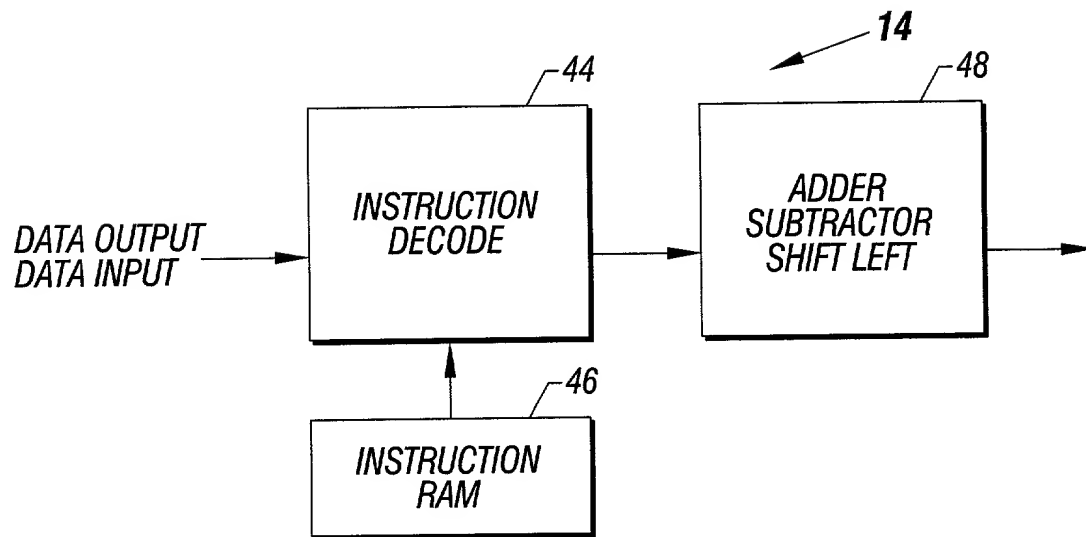 14
44
48
INSTRUCTION
DECODE
ADDER
SUBTRACTOR
SHIFT LEFT
DATA OUTPUT
DATA INPUT
46
INSTRUCTION
RAM